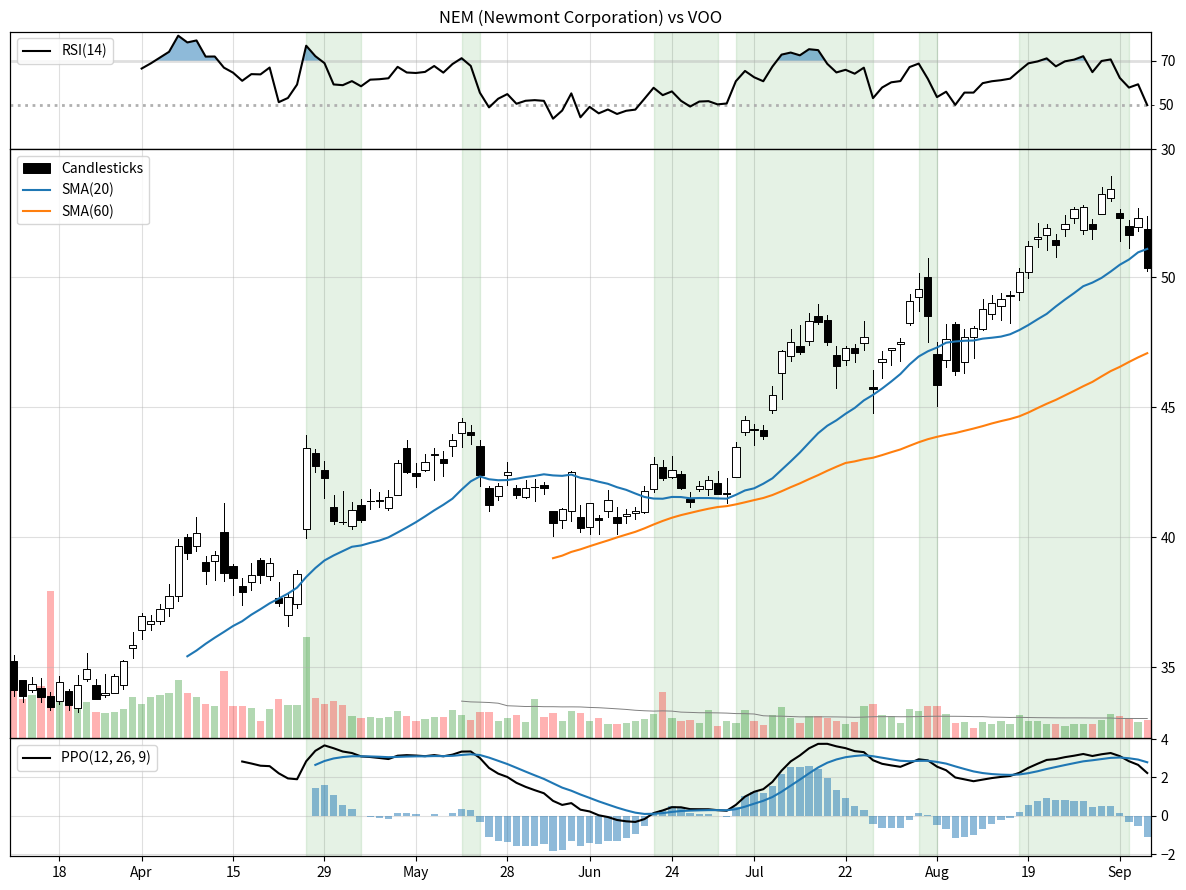 NEM (Newmont Corporation) vs VOO
RSI(14)
70
50
30
Candlesticks
SMA(20)
SMA(60)
50
45
40
35
PPO(12, 26, 9)
4
2
0
−2
18 Apr 15 29 May 28 Jun 24 Jul 22 Aug 19 Sep